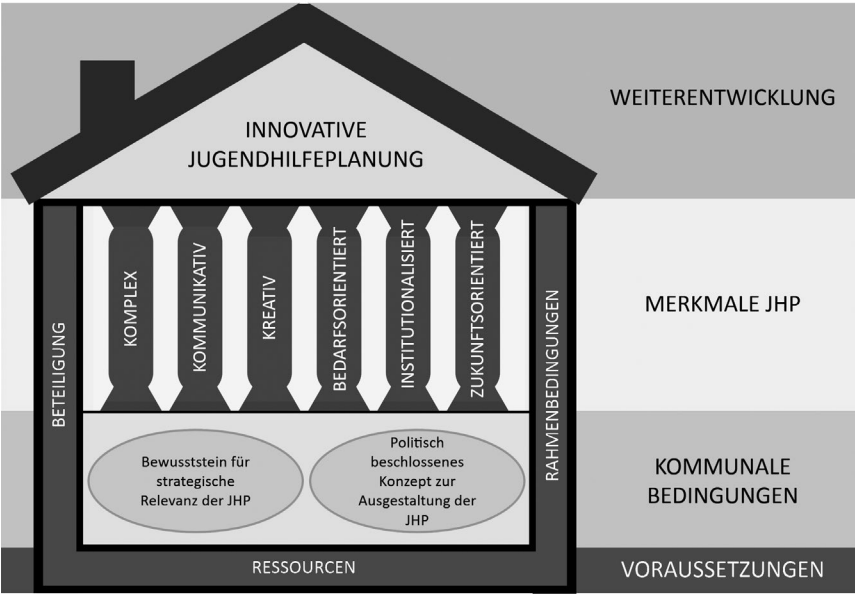 INNOVATIVE
JUGENDHILFEPLANUNG
WEITERENTWICKLUNG
BETEILIGUNG
KOMPLEX
KOMMUNIKATIV
KREATIV
BEDARFSORIENTIERT
INSTITUTIONALISIERT
ZUKUNFTSORIENTIERT
RAHMENBEDINGUNGEN
MERKMALE JHP
Bewusstsein für
strategische
Relevanz der JHP
Politisch
beschlossenes
Konzept zur
Ausgestaltung der
JHP
KOMMUNALE
BEDINGUNGEN
RESSOURCEN
VORAUSSETZUNGEN